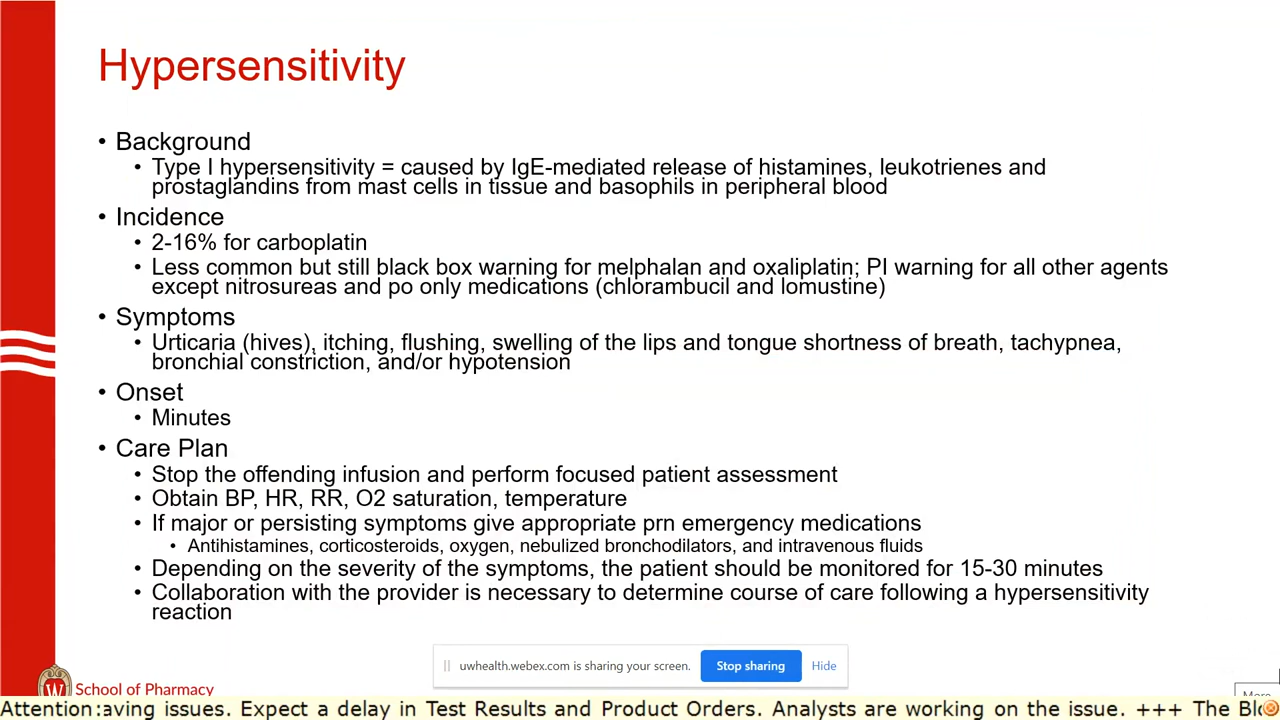 Hypersensitivity
• Background
• Type I hypersensitivity = caused by IgE-mediated release of histamines, leukotrienes and
prostaglandins from mast cells in tissue and basophils in peripheral blood
• Incidence
• 2-16% for carboplatin
• Less common but still black box warning for melphalan and oxaliplatin; PI warning for all other agents
except nitrosureas and po only medications (chlorambucil and lomustine)
• Symptoms
• Urticaria (hives), itching, flushing, swelling of the lips and tongue shortness of breath, tachypnea,
bronchial constriction, and/or hypotension
• Onset
• Minutes
• Care Plan
• Stop the offending infusion and perform focused patient assessment
• Obtain BP, HR, RR, O2 saturation, temperature
• If major or persisting symptoms give appropriate prn emergency medications
• Antihistamines, corticosteroids, oxygen, nebulized bronchodilators, and intravenous fluids
• Depending on the severity of the symptoms, the patient should be monitored for 15-30 minutes
• Collaboration with the provider is necessary to determine course of care following a hypersensitivity
reaction
uwhealth.webex.com is sharing your screen. Stop sharing Hide
W School of Pharmacy
More
Attention:aving issues. Expect a delay in Test Results and Product Orders. Analysts are working on the issue. +++ The Blo